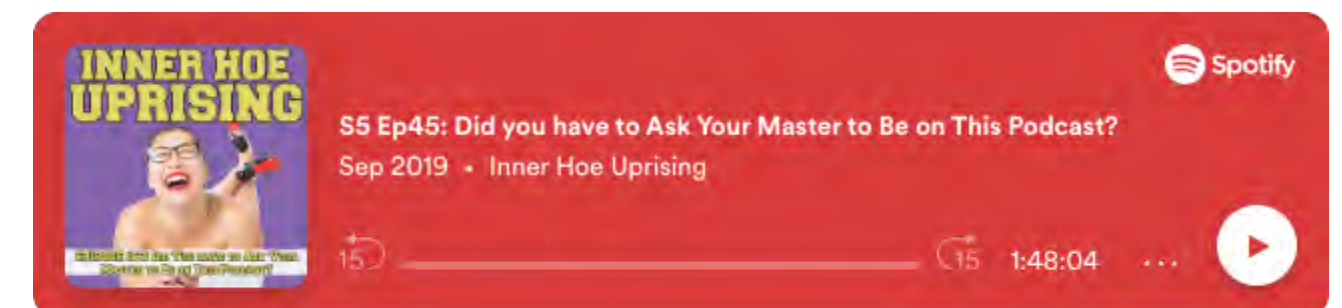 INNER HOE
UPRISING
Spotify
S5 Ep45: Did you have to Ask Your Master to Be on This Podcast?
Sep 2019 • Inner Hoe Uprising
15
15
1:48:04
...